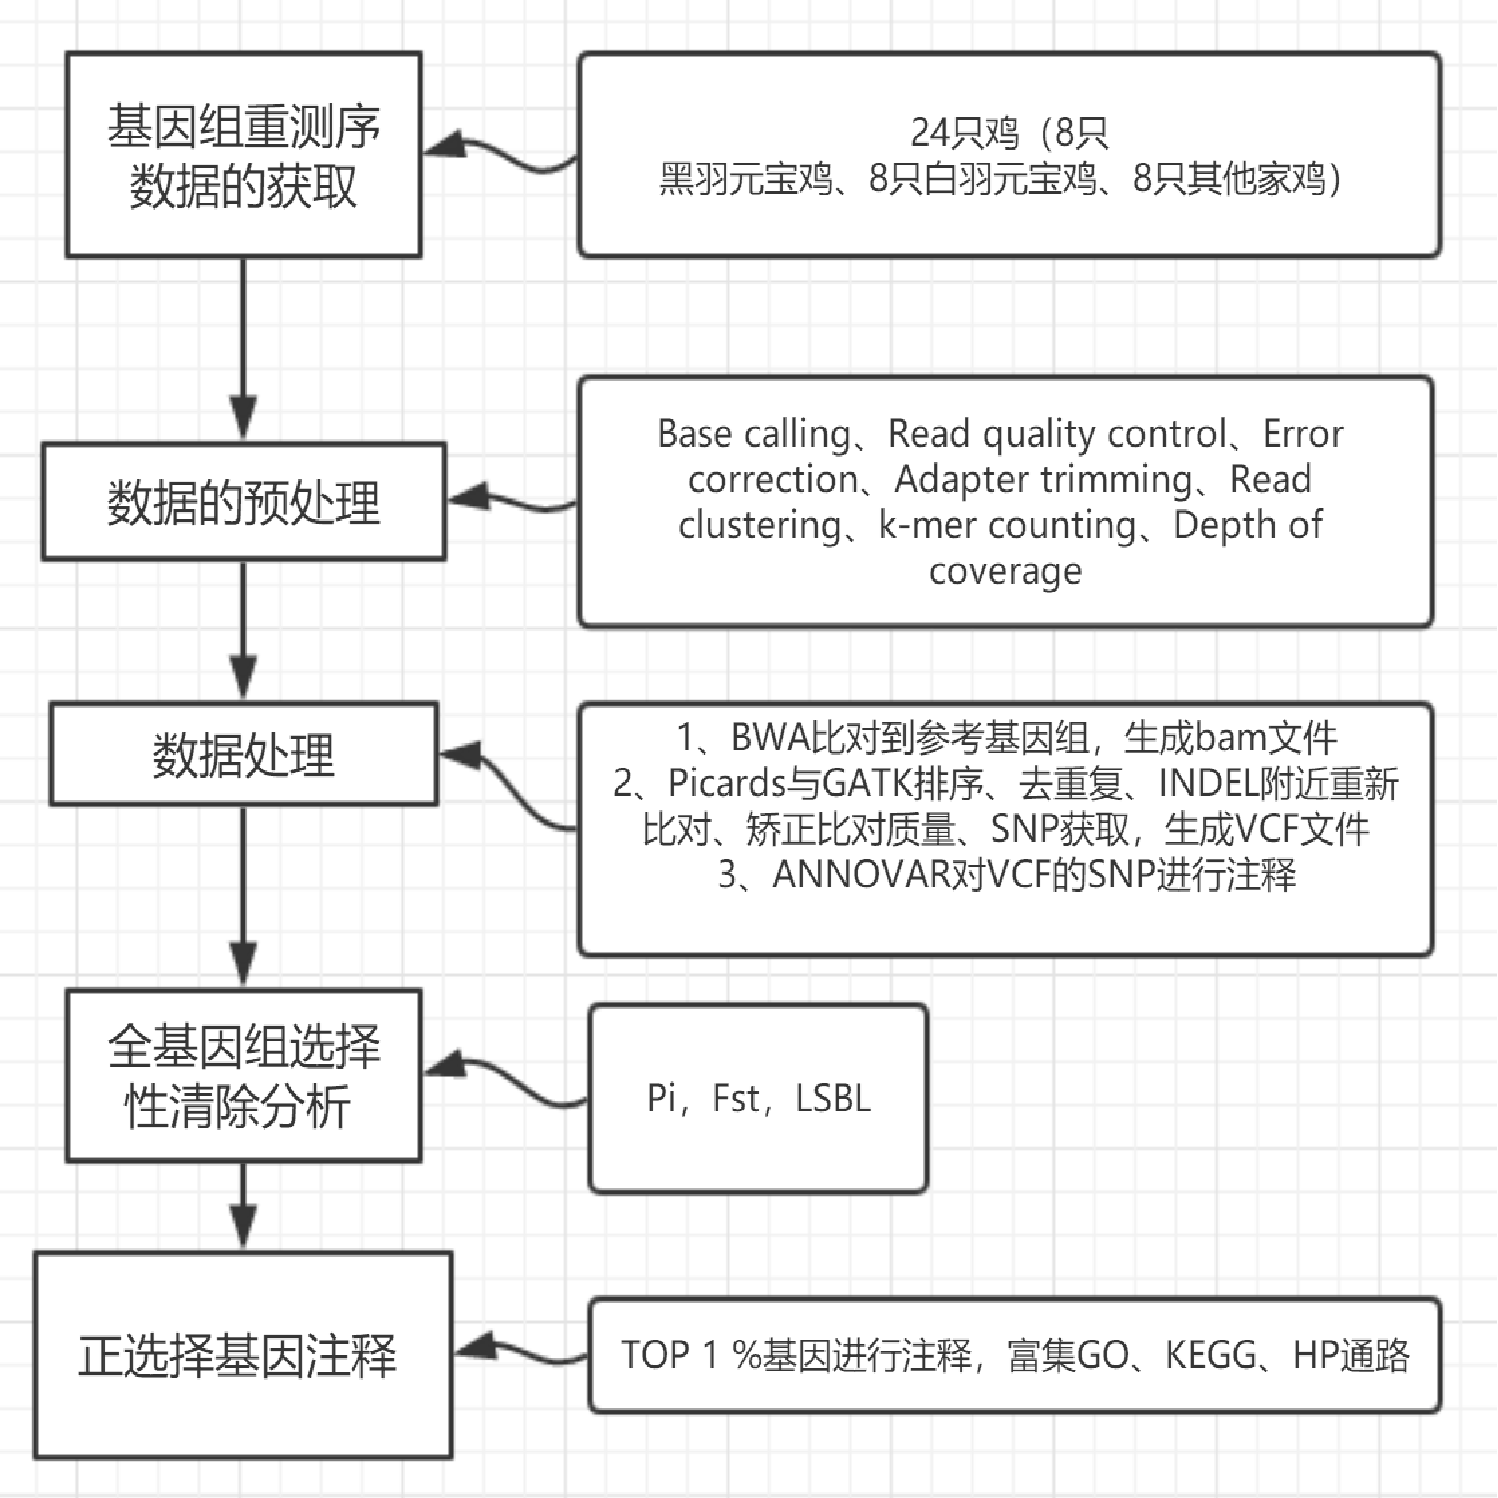 基因组重测序
数据的获取
24只鸡（8只
黑羽元宝鸡、8只白羽元宝鸡、8只其他家鸡）
数据的预处理
Base calling、Read quality control、Error
correction、Adapter trimming、Read
clustering、k-mer counting、Depth of
coverage
数据处理
1、BWA比对到参考基因组，生成bam文件
2、Picards与GATK排序、去重复、INDEL附近重新
比对、矫正比对质量、SNP获取，生成VCF文件
3、ANNOVAR对VCF的SNP进行注释
全基因组选择
性清除分析
Pi，Fst，LSBL
正选择基因注释
TOP 1 %基因进行注释，富集GO、KEGG、HP通路